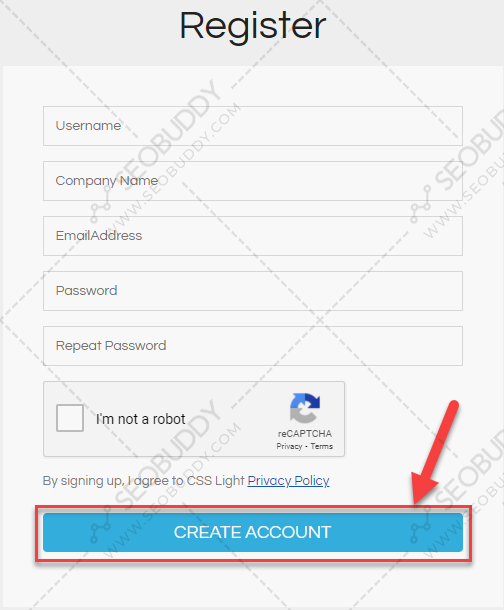 Register
Username
Company Name
EmailAddress
Password
Repeat Password
I'm not a robot
reCAPTCHA
Privacy - Terms
By signing up, I agree to CSS Light Privacy Policy
CREATE ACCOUNT
SEOBUDDY
WWW.SEOBUDDY.COM
SEOBUDDY
WWW.SEOBUDDY.COM
SEOBUDDY
WWW.SEOBUDDY.COM
SEOBUDDY
WWW.SEOBUDDY.COM